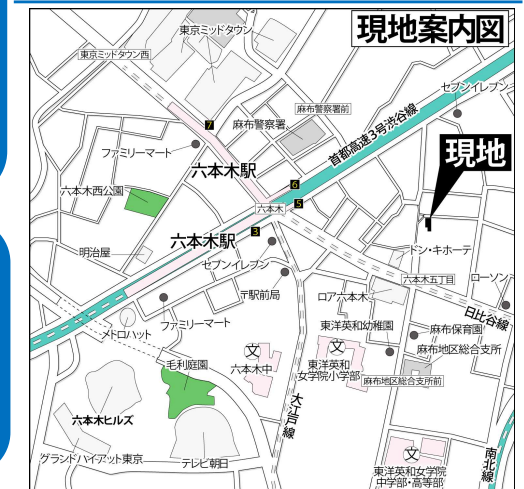 現地案内図
東京ミッドタウン
東京ミッドタウン西
セブンイレブン
麻布警察署前
7
麻布警察署
首都高速3号渋谷線
現地
ファミリーマート
六本木駅
6
六本木西公園
5
六本木
3
六本木駅
明治屋
ドン・キホーテ
セブンイレブン
六本木五丁目
ローソン
〒駅前局
ロア六本木
日比谷線
メトロハット
ファミリーマート
東洋英和幼稚園
麻布保育園
麻布地区総合支所
文
六本木中
文
東洋英和
女学院小学部
毛利庭園
麻布地区総合支所前
大江戸線
六本木ヒルズ
グランドハイアット東京
テレビ朝日
文
東洋英和女学院
中学部・高等部
南北線